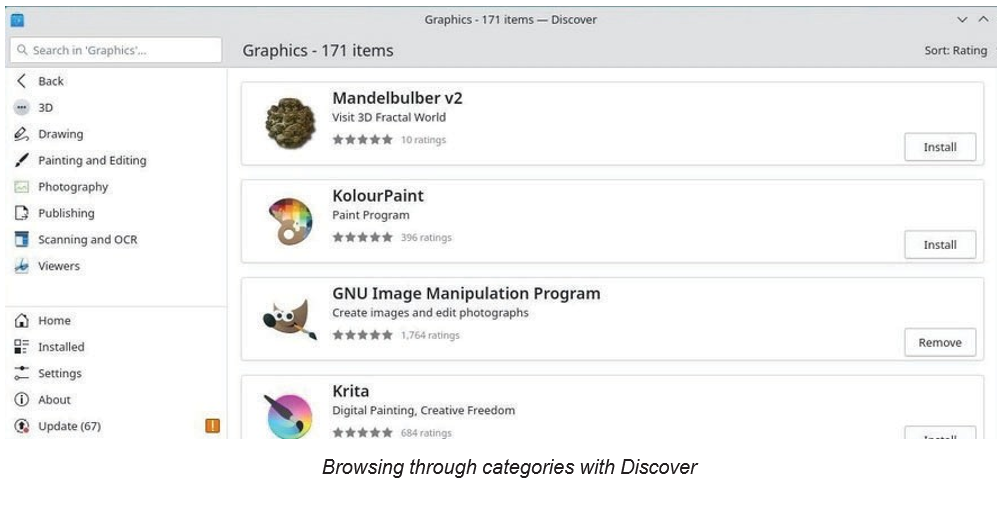 Graphics - 171 items — Discover
Search in 'Graphics'...
Graphics - 171 items
Sort: Rating
Back
3D
Drawing
Painting and Editing
Photography
Publishing
Scanning and OCR
Viewers
Home
Installed
Settings
About
Update (67)
Mandelbulber v2
Visit 3D Fractal World
10 ratings
Install
KolourPaint
Paint Program
396 ratings
Install
GNU Image Manipulation Program
Create images and edit photographs
1,764 ratings
Remove
Krita
Digital Painting, Creative Freedom
684 ratings
Install
Browsing through categories with Discover